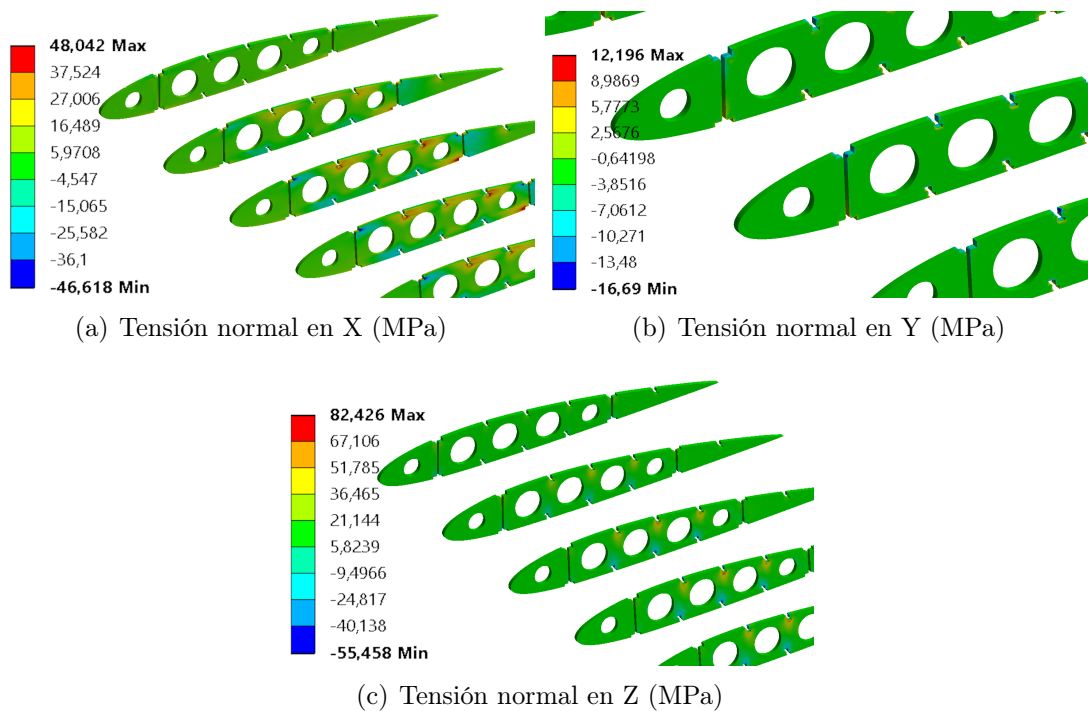 48,042 Max
37,524
27,006
16,489
5,9708
-4,547
-15,065
-25,582
-36,1
-46,618 Min
(a) Tensión normal en X (MPa)
12,196 Max
8,9869
5,7773
2,5676
-0,64198
-3,8516
-7,0612
-10,271
-13,48
-16,69 Min
(b) Tensión normal en Y (MPa)
82,426 Max
67,106
51,785
36,465
21,144
5,8239
-9,4966
-24,817
-40,138
-55,458 Min
(c) Tensión normal en Z (MPa)